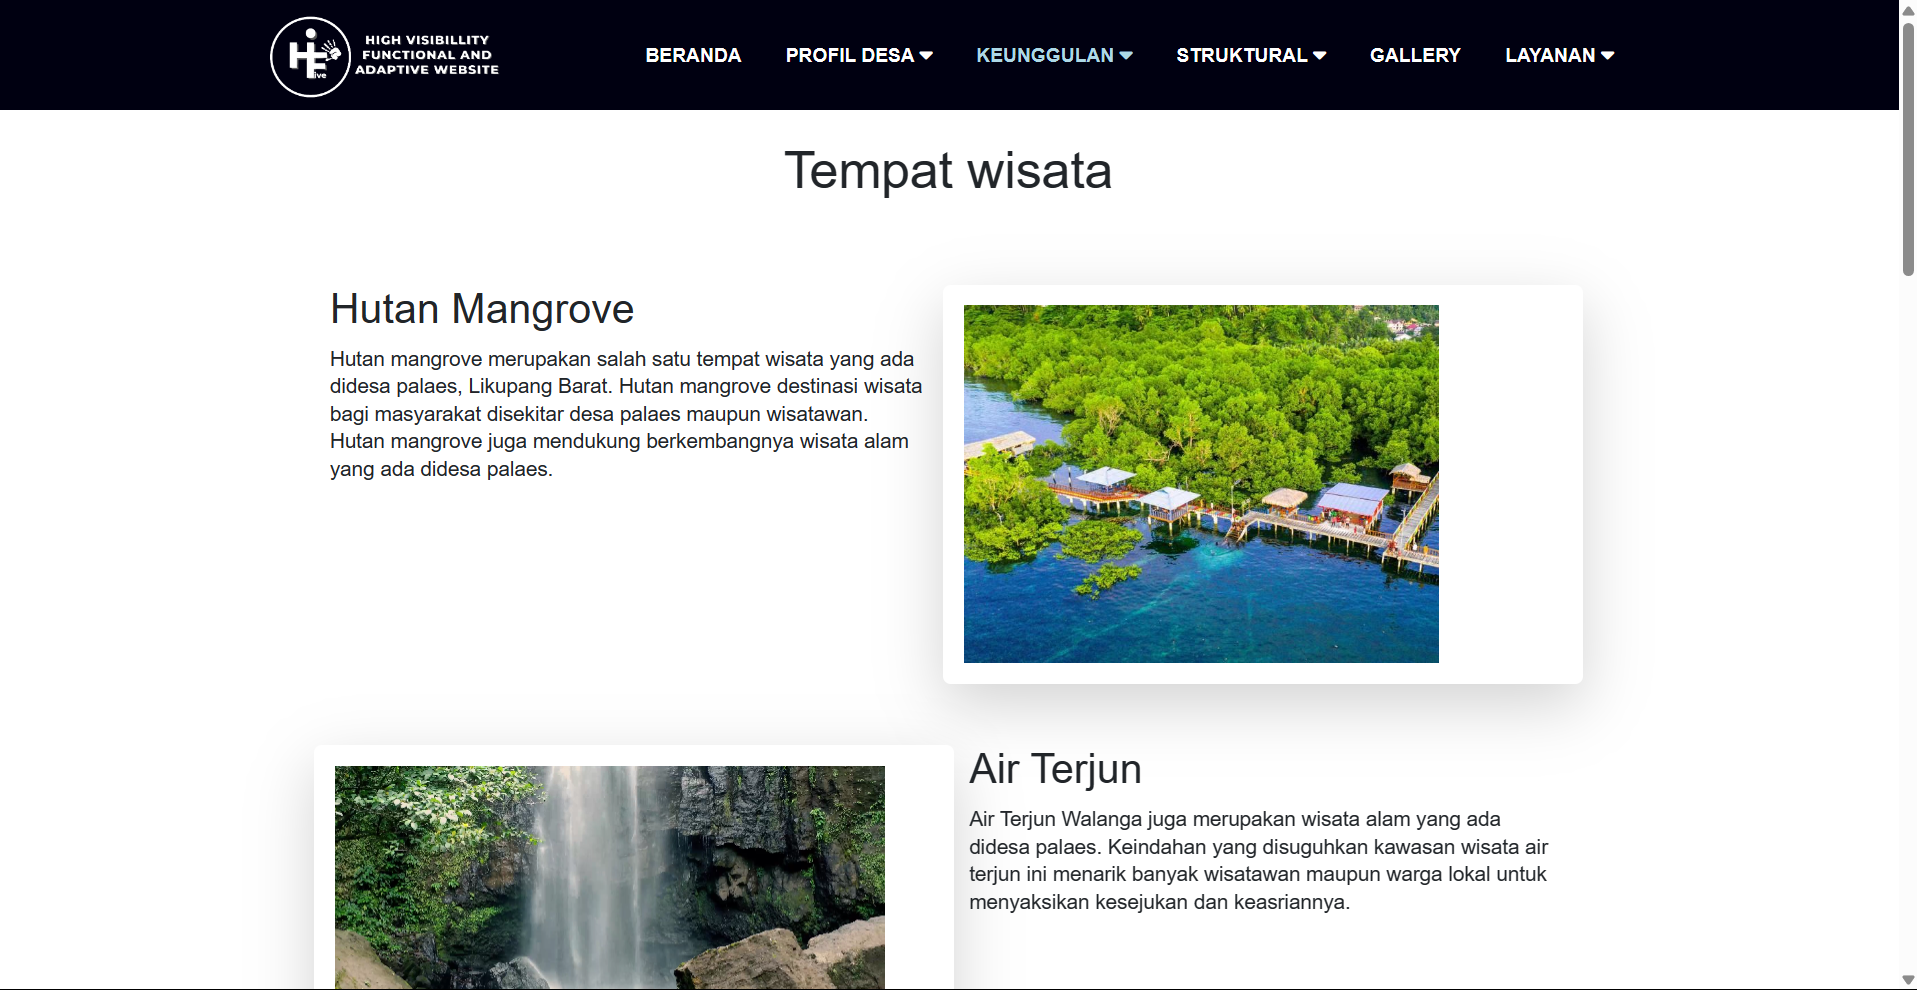 HIGH VISIBILLITY
FUNCTIONAL AND
ADAPTIVE WEBSITE
HF
ive
BERANDA
PROFIL DESA
KEUNGGULAN
STRUKTURAL
GALLERY
LAYANAN
Tempat wisata
Hutan Mangrove
Hutan mangrove merupakan salah satu tempat wisata yang ada
didesa palaes, Likupang Barat. Hutan mangrove destinasi wisata
bagi masyarakat disekitar desa palaes maupun wisatawan.
Hutan mangrove juga mendukung berkembangnya wisata alam
yang ada didesa palaes.
Air Terjun
Air Terjun Walanga juga merupakan wisata alam yang ada
didesa palaes. Keindahan yang disuguhkan kawasan wisata air
terjun ini menarik banyak wisatawan maupun warga lokal untuk
menyaksikan kesejukan dan keasriannya.